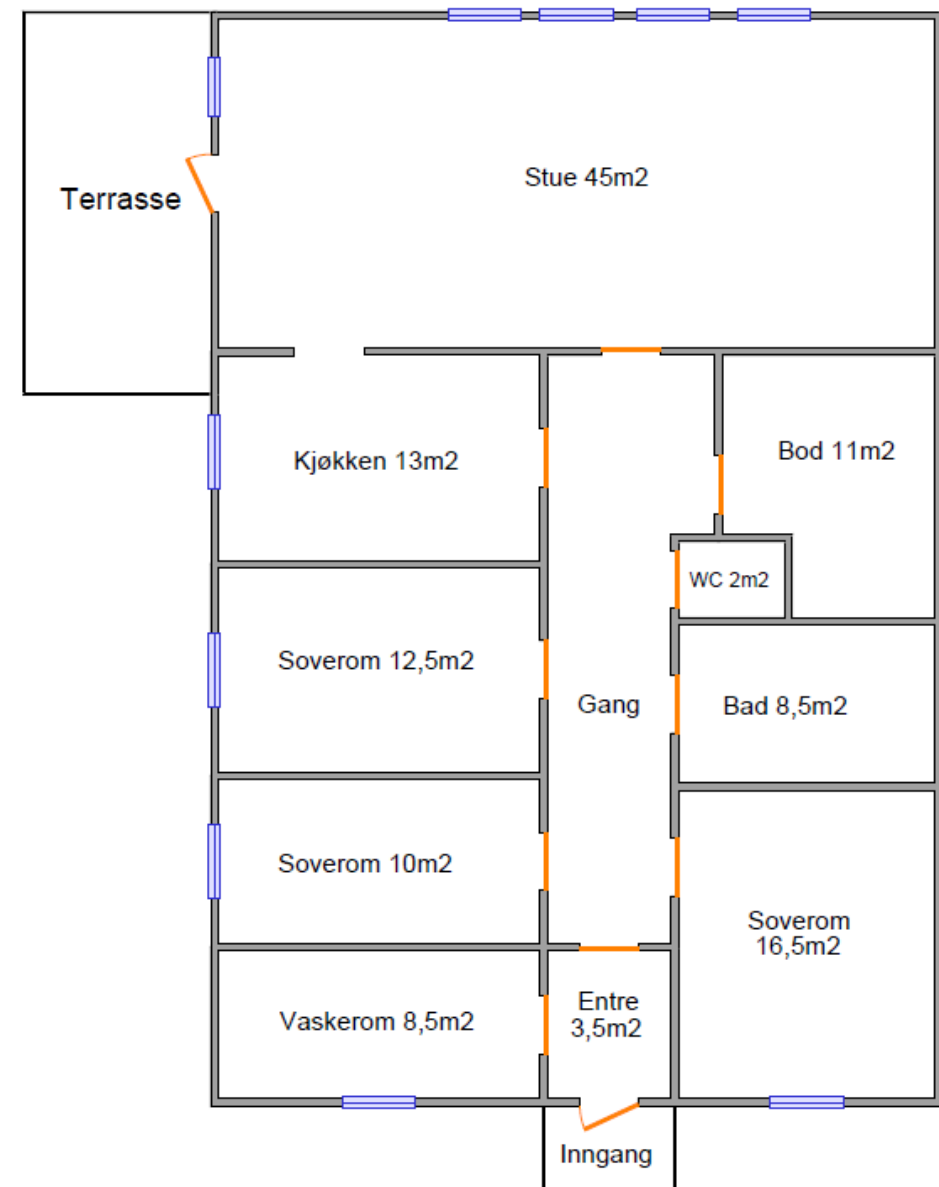 Terrasse
Stue 45m2
Kjøkken 13m2
Bod 11m2
WC 2m2
Soverom 12,5m2
Gang
Bad 8,5m2
Soverom 10m2
Soverom
16,5m2
Vaskerom 8,5m2
Entre
3,5m2
Inngang